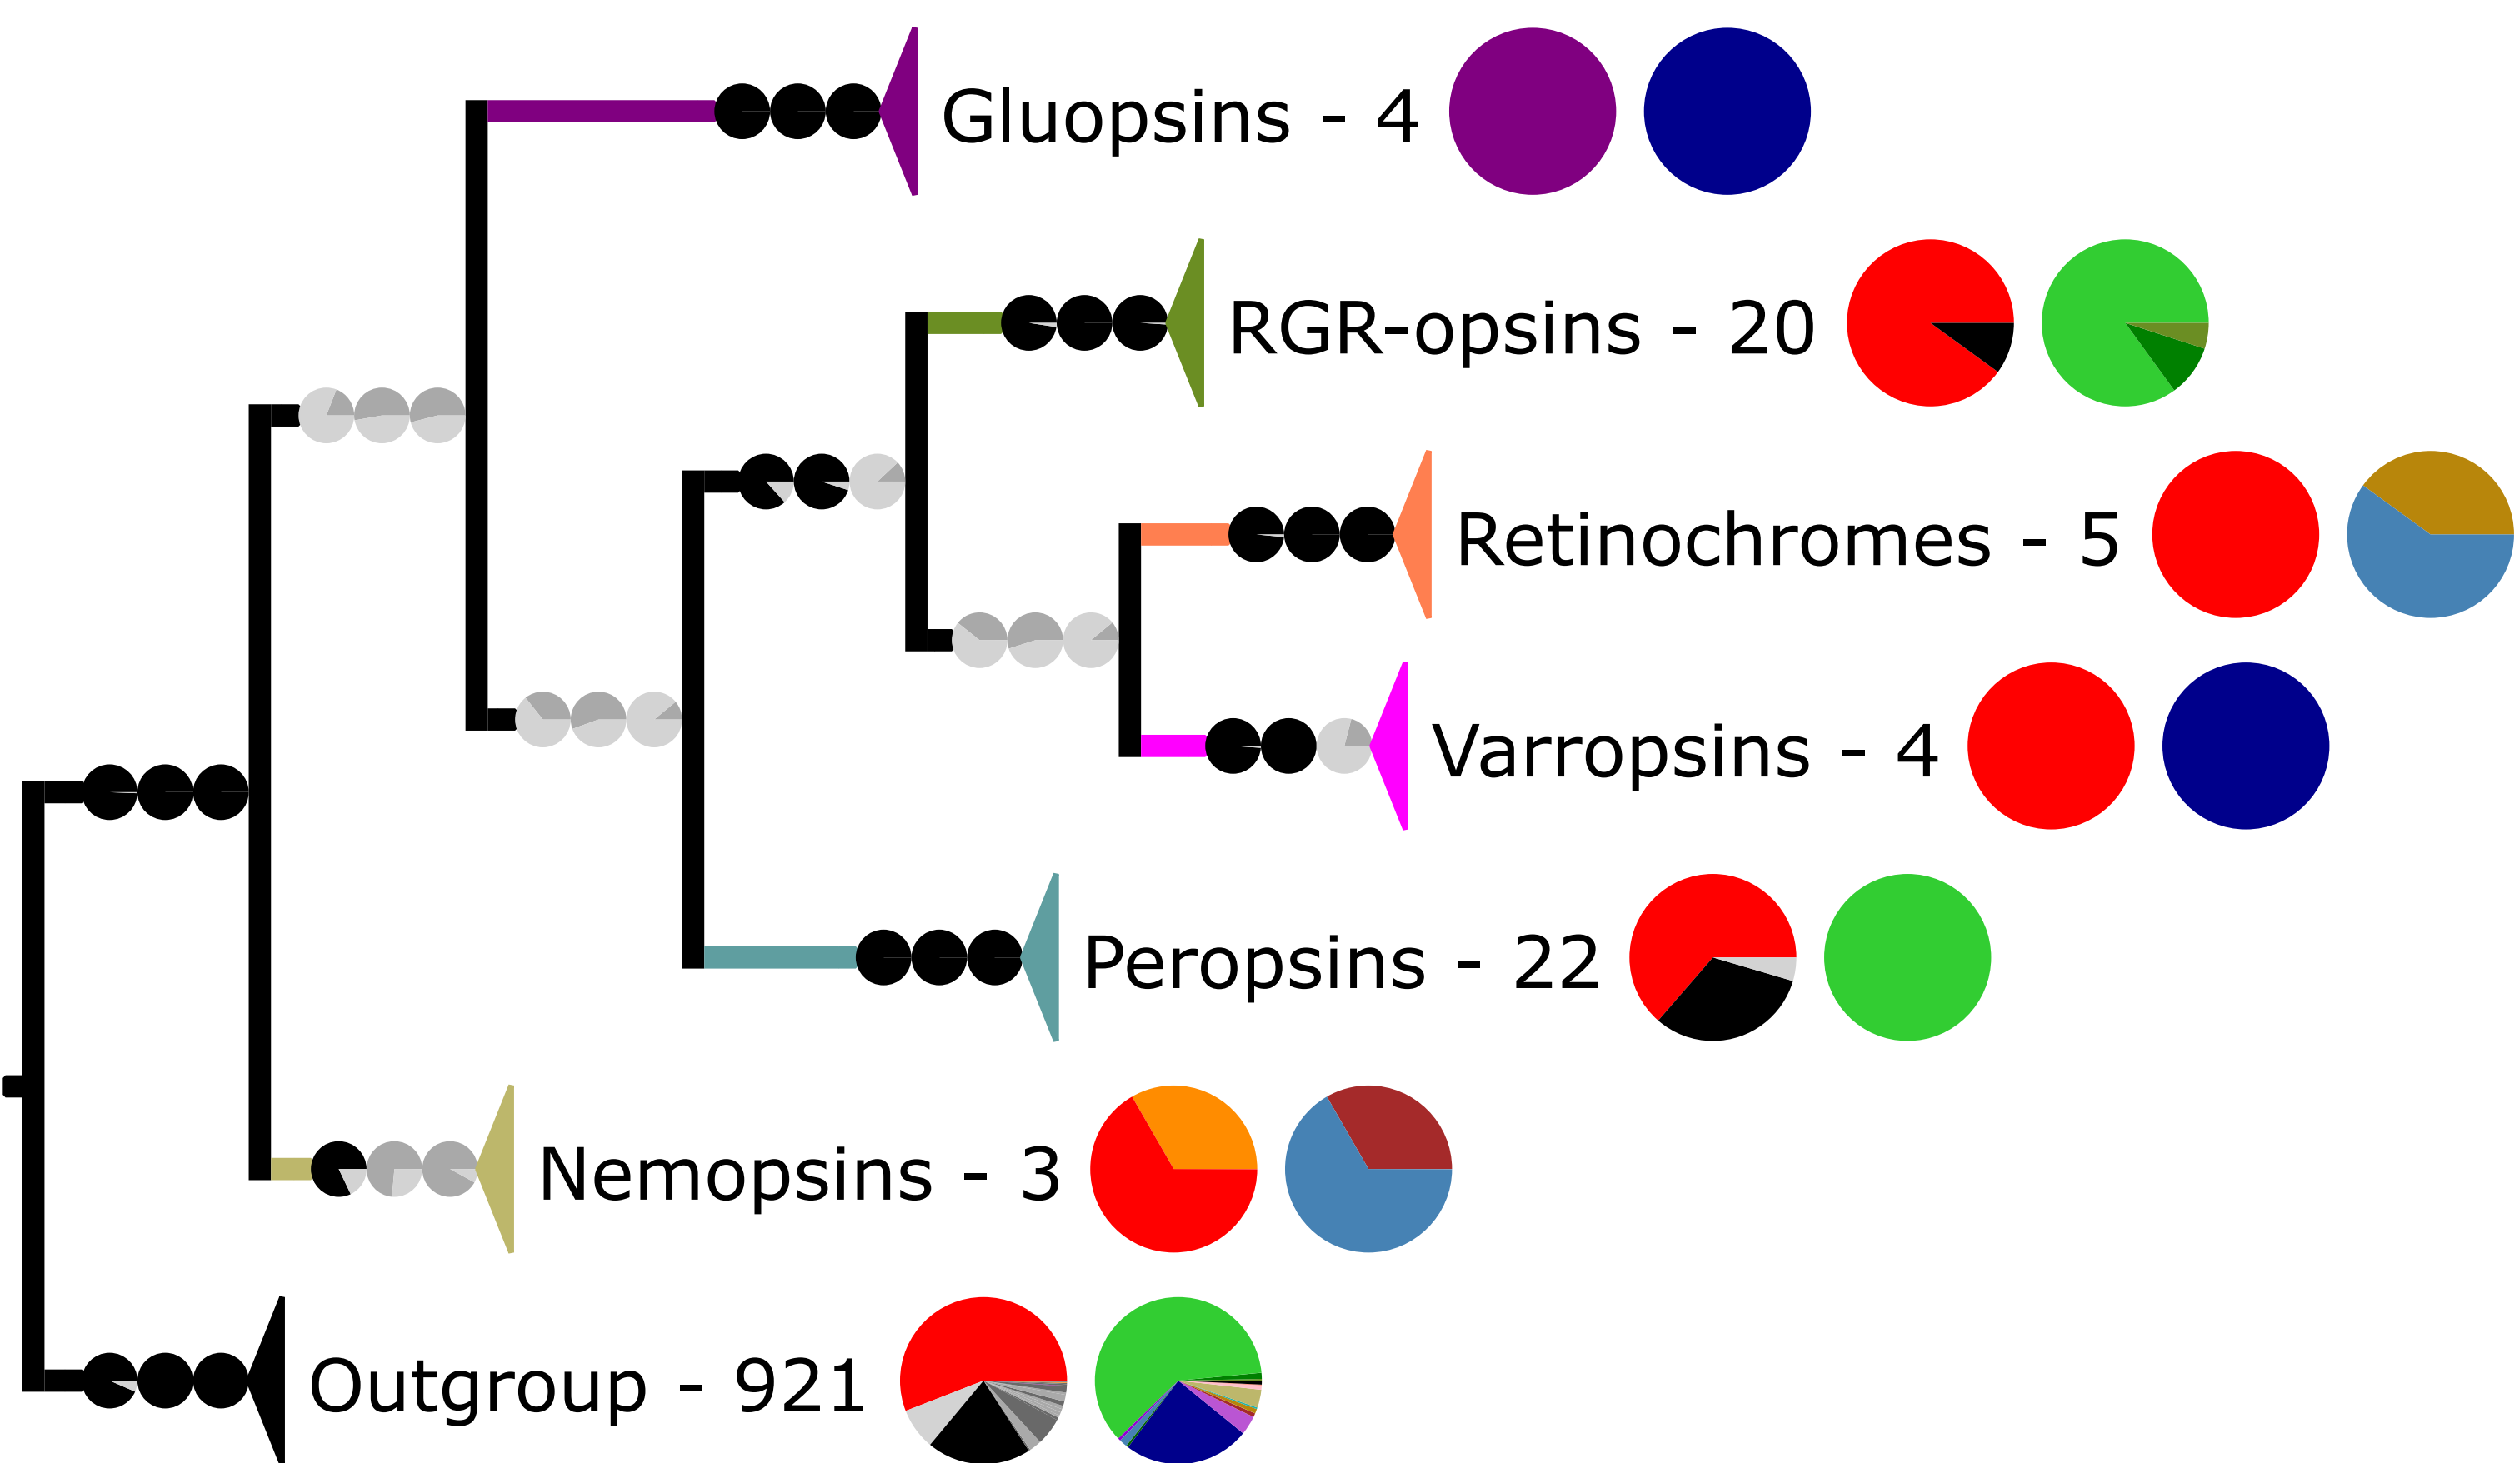 Gluopsins - 4
RGR-opsins - 20
Retinochromes - 5
Varropsins - 4
Peropsins - 22
Nemopsins - 3
Outgroup - 921